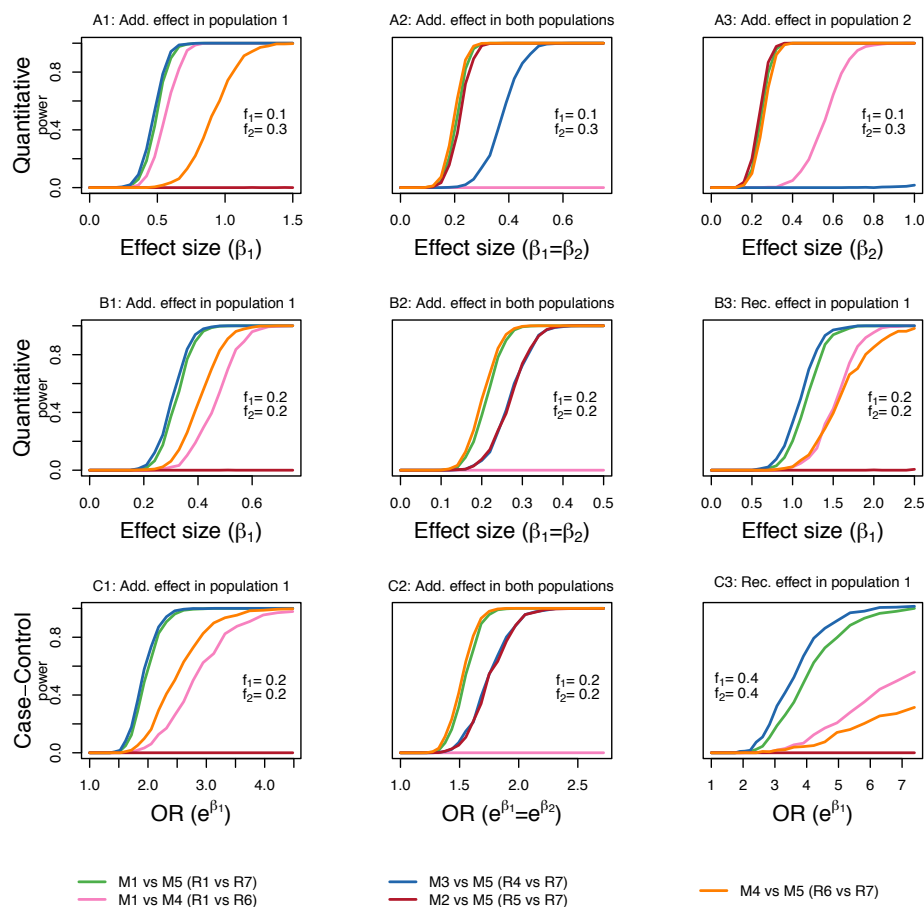 A1: Add. effect in population 1
A2: Add. effect in both populations
A3: Add. effect in population 2
Quantitative
power
0.0 0.4 0.8
f1= 0.1
f2= 0.3
f1= 0.1
f2= 0.3
f1= 0.1
f2= 0.3
0.0 0.5 1.0 1.5
0.0 0.2 0.4 0.6
0.0 0.2 0.4 0.6 0.8 1.0
Effect size (β1)
Effect size (β1=β2)
Effect size (β2)
B1: Add. effect in population 1
B2: Add. effect in both populations
B3: Rec. effect in population 1
Quantitative
power
0.0 0.4 0.8
f1= 0.2
f2= 0.2
f1= 0.2
f2= 0.2
f1= 0.2
f2= 0.2
0.0 0.2 0.4 0.6
0.0 0.1 0.2 0.3 0.4 0.5
0.0 0.5 1.0 1.5 2.0 2.5
Effect size (β1)
Effect size (β1=β2)
Effect size (β1)
C1: Add. effect in population 1
C2: Add. effect in both populations
C3: Rec. effect in population 1
Case−Control
power
0.0 0.4 0.8
f1= 0.2
f2= 0.2
f1= 0.2
f2= 0.2
f1= 0.4
f2= 0.4
1.0 2.0 3.0 4.0
1.0 1.5 2.0 2.5
1 2 3 4 5 6 7
OR (e^β1)
OR (e^β1=e^β2)
OR (e^β1)
M1 vs M5 (R1 vs R7)
M1 vs M4 (R1 vs R6)
M3 vs M5 (R4 vs R7)
M2 vs M5 (R5 vs R7)
M4 vs M5 (R6 vs R7)